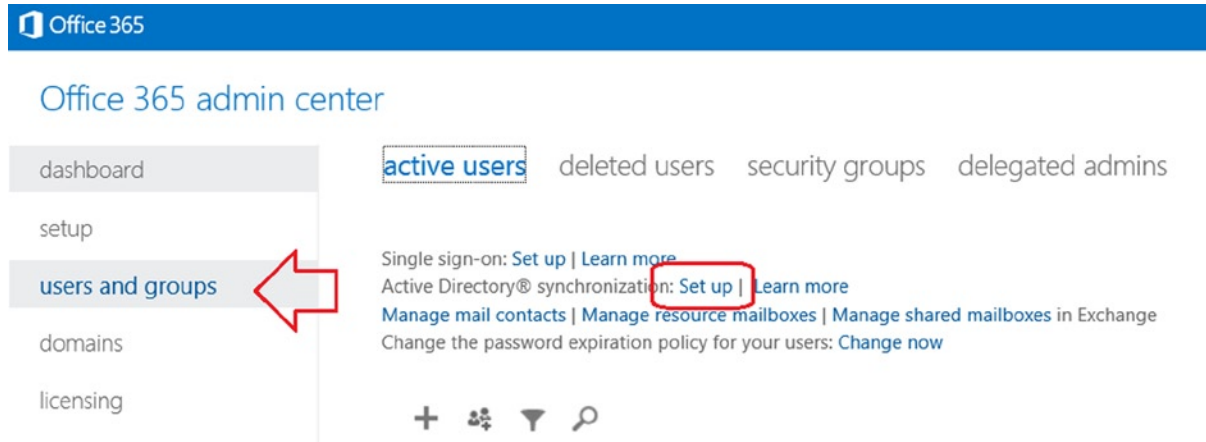 Office 365
Office 365 admin center
dashboard
setup
users and groups
domains
licensing
active users deleted users security groups delegated admins
Single sign-on: Set up | Learn more
Active Directory® synchronization: Set up | Learn more
Manage mail contacts | Manage resource mailboxes | Manage shared mailboxes in Exchange
Change the password expiration policy for your users: Change now